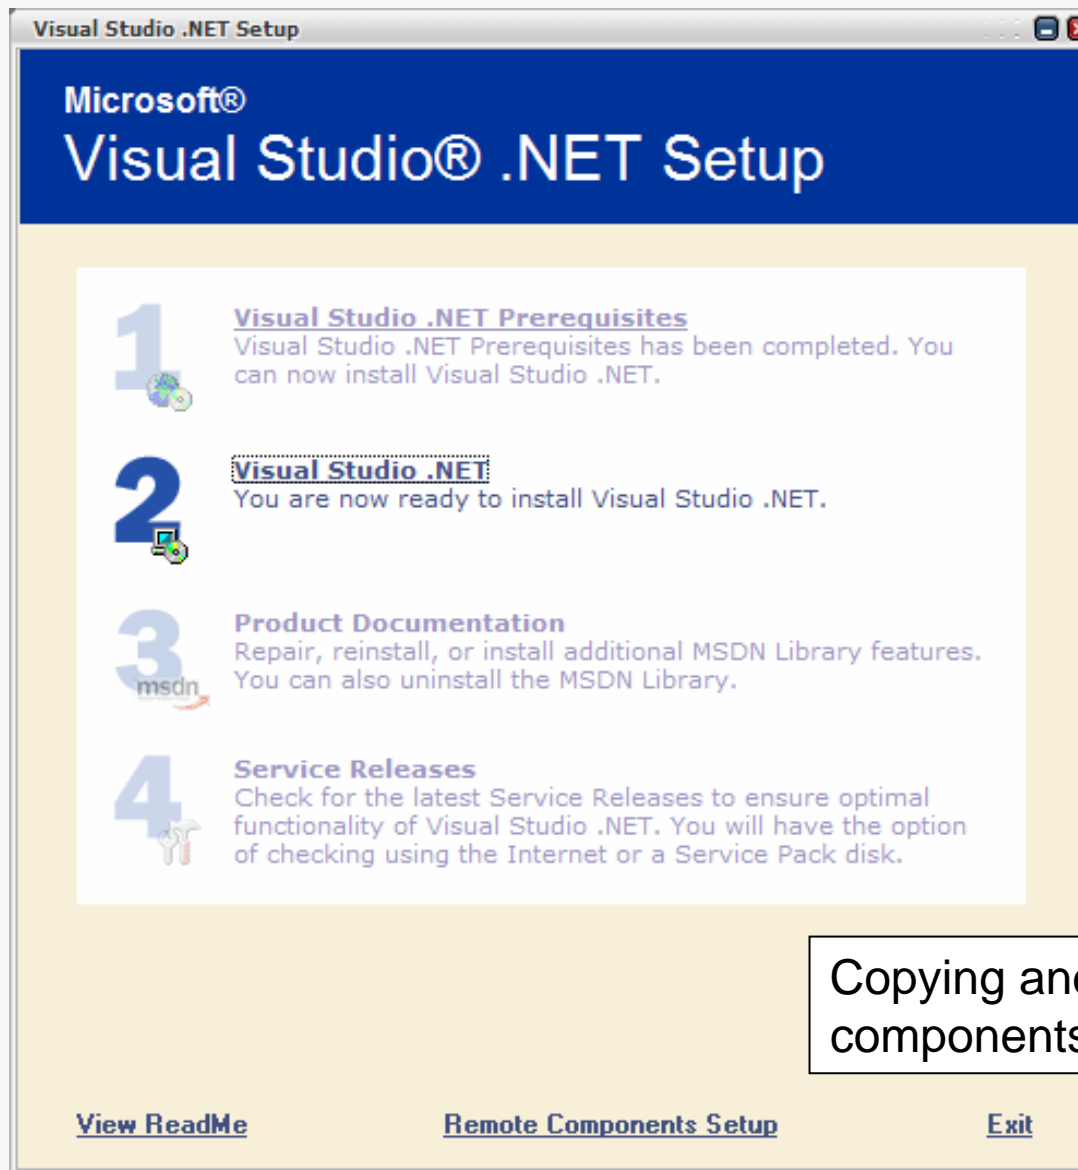 Visual Studio .NET Setup
Microsoft®
Visual Studio® .NET Setup
1
Visual Studio .NET Prerequisites
Visual Studio .NET Prerequisites has been completed. You
can now install Visual Studio .NET.
2
Visual Studio .NET
You are now ready to install Visual Studio .NET.
3
msdn
Product Documentation
Repair, reinstall, or install additional MSDN Library features.
You can also uninstall the MSDN Library.
4
Service Releases
Check for the latest Service Releases to ensure optimal
functionality of Visual Studio .NET. You will have the option
of checking using the Internet or a Service Pack disk.
Copying
View ReadMe Remote Components Setup Exit